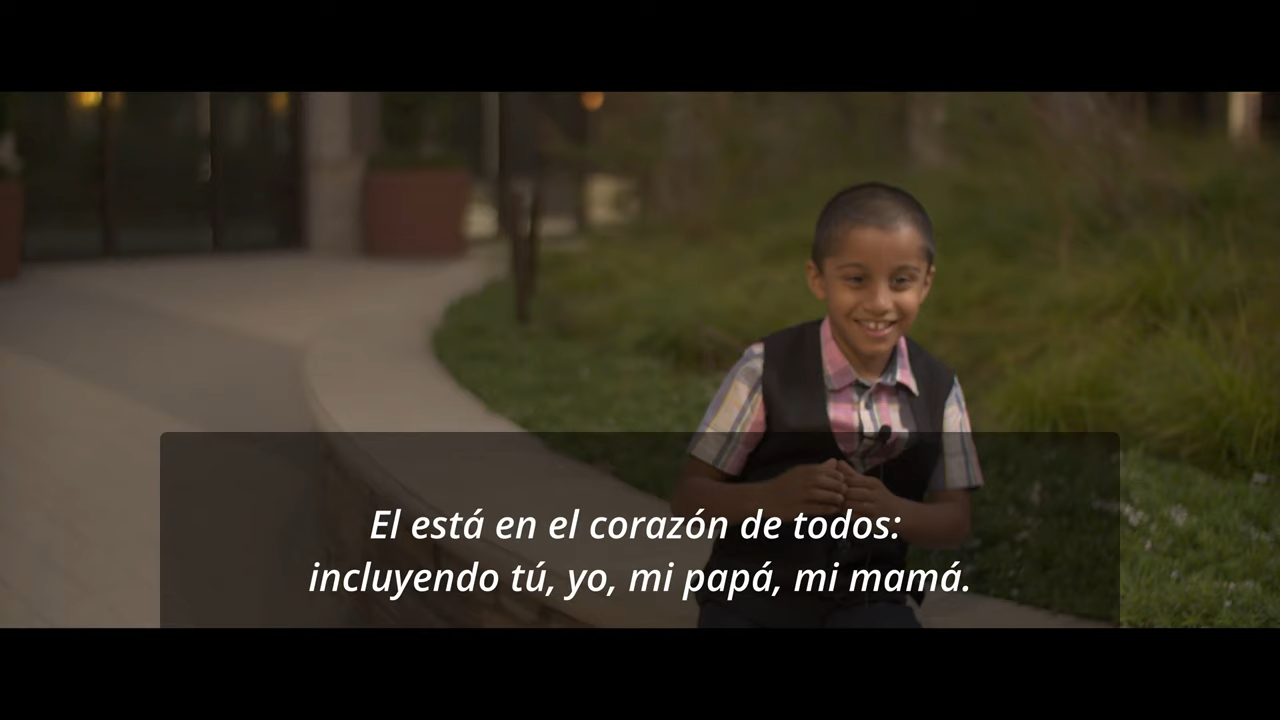 El está en el corazón de todos:
incluyendo tú, yo, mi papá, mi mamá.